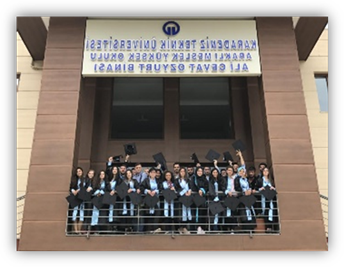 KARADENİZ TEKNİK ÜNİVERSİTESİ
ARAKLI MESLEK YÜKSEK OKULU
ALİ CEVAT ÖZYURT BİNASI